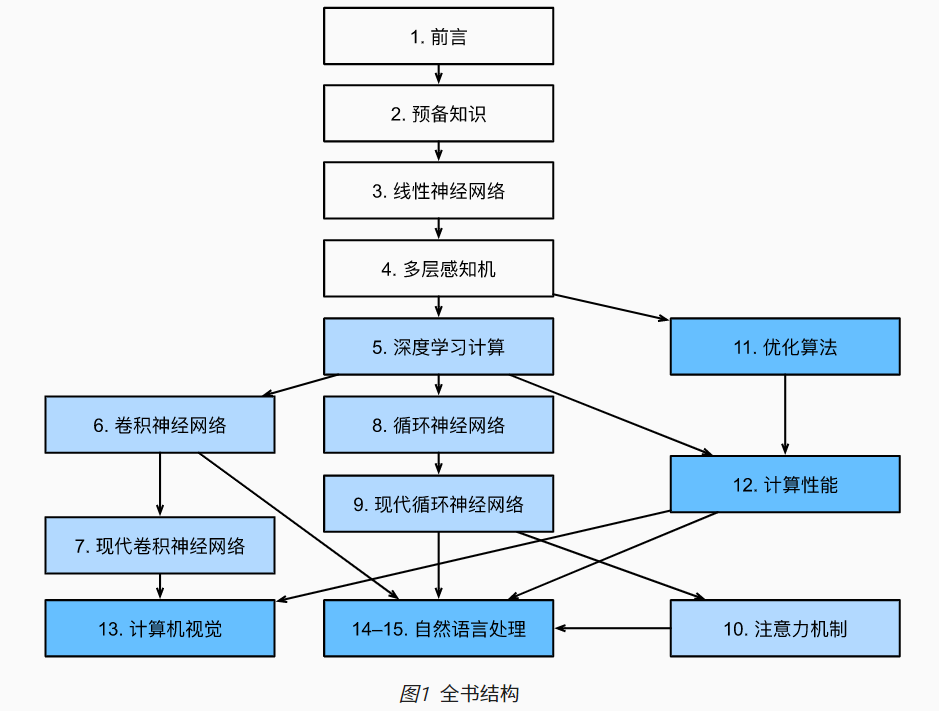 1. 前言
2. 预备知识
3. 线性神经网络
4. 多层感知机
5. 深度学习计算
11. 优化算法
6. 卷积神经网络
8. 循环神经网络
12. 计算性能
9. 现代循环神经网络
7. 现代卷积神经网络
13. 计算机视觉
14–15. 自然语言处理
10. 注意力机制
图1 全书结构